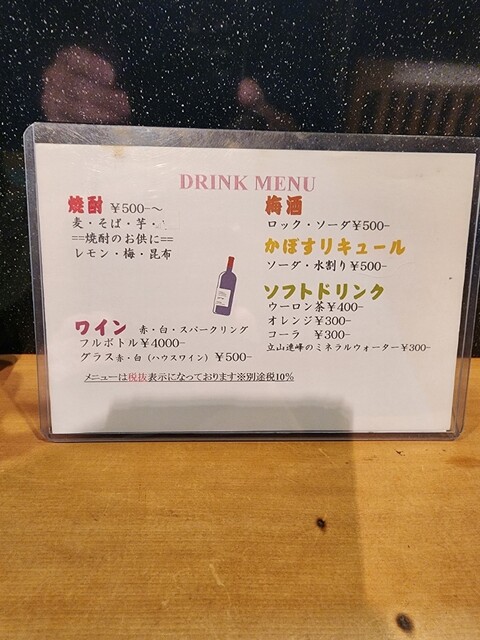 DRINK MENU
焼酎 ¥500-～
麦・そば・芋・
==焼酎のお供に==
レモン・梅・昆布
ワイン 赤・白・スパークリング
フルボトル¥4000-
グラス赤・白（ハウスワイン）¥500-
梅酒
ロック・ソーダ¥500-
かぼすリキュール
ソーダ・水割り¥500-
ソフトドリンク
ウーロン茶¥400-
オレンジ ¥300-
コーラ ¥300-
立山連峰のミネラルウォーター¥300-
メニューは税抜表示になっております※別途税10%